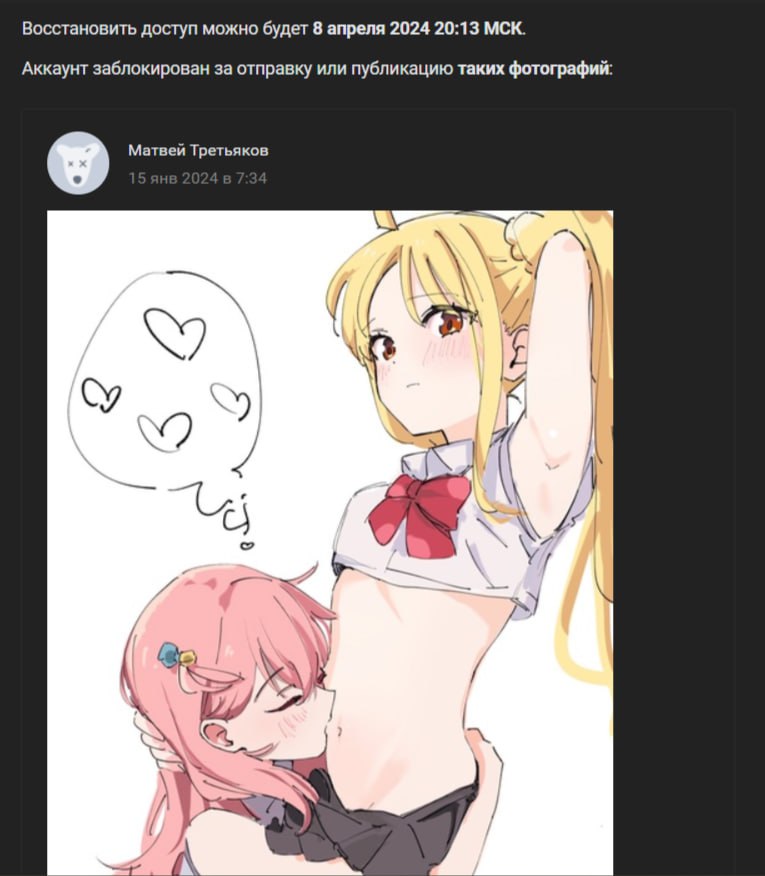 Восстановить доступ можно будет 8 апреля 2024 20:13 МСК.
Аккаунт заблокирован за отправку или публикацию таких фотографий:
Матвей Третьяков
15 янв 2024 в 7:34